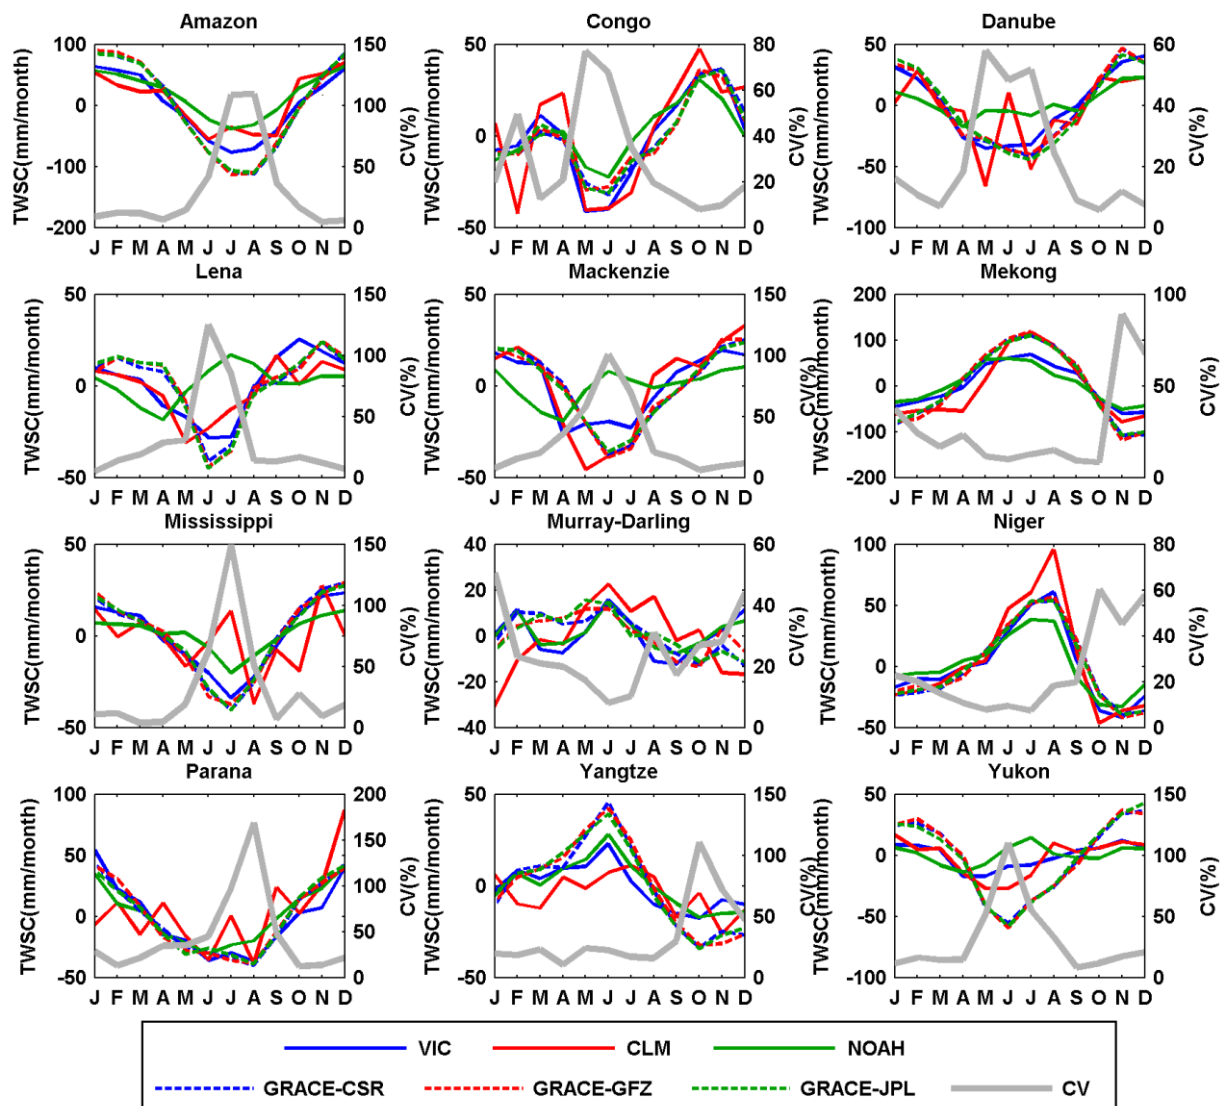 Amazon
Congo
Danube
TWSC(mm/month)
100
50
0
-50
-100
-150
-200
150
100
50
0
CV(%)
J F M A M J J A S O N D
TWSC(mm/month)
50
0
-50
80
60
40
20
0
CV(%)
J F M A M J J A S O N D
TWSC(mm/month)
50
0
-50
-100
60
50
40
30
20
10
0
CV(%)
J F M A M J J A S O N D
Lena
Mackenzie
Mekong
TWSC(mm/month)
50
0
-50
150
100
50
0
CV(%)
J F M A M J J A S O N D
TWSC(mm/month)
50
0
-50
150
100
50
0
CV(%)
J F M A M J J A S O N D
TWSC(mm/month)
200
100
0
-100
-200
100
50
0
CV(%)
J F M A M J J A S O N D
Mississippi
Murray-Darling
Niger
TWSC(mm/month)
50
0
-50
150
100
50
0
CV(%)
J F M A M J J A S O N D
TWSC(mm/month)
40
20
0
-20
-40
60
40
20
0
CV(%)
J F M A M J J A S O N D
TWSC(mm/month)
100
50
0
-50
80
60
40
20
0
CV(%)
J F M A M J J A S O N D
Parana
Yangtze
Yukon
TWSC(mm/month)
100
50
0
-50
200
150
100
50
0
CV(%)
J F M A M J J A S O N D
TWSC(mm/month)
50
0
-50
150
100
50
0
CV(%)
J F M A M J J A S O N D
TWSC(mm/month)
50
0
-50
-100
150
100
50
0
CV(%)
J F M A M J J A S O N D
VIC CLM NOAH
GRACE-CSR GRACE-GFZ GRACE-JPL CV